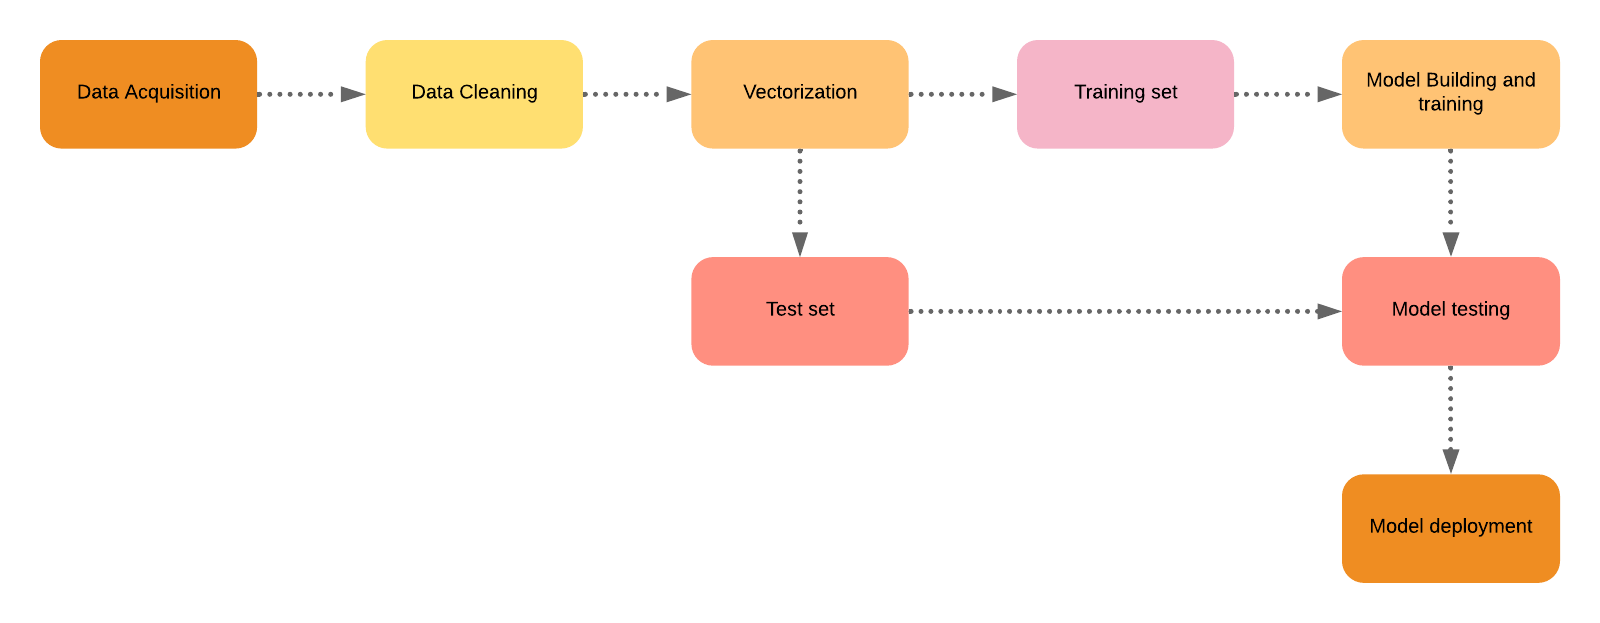 Data Acquisition
Data Cleaning
Vectorization
Training set
Model Building and
training
Test set
Model testing
Model deployment